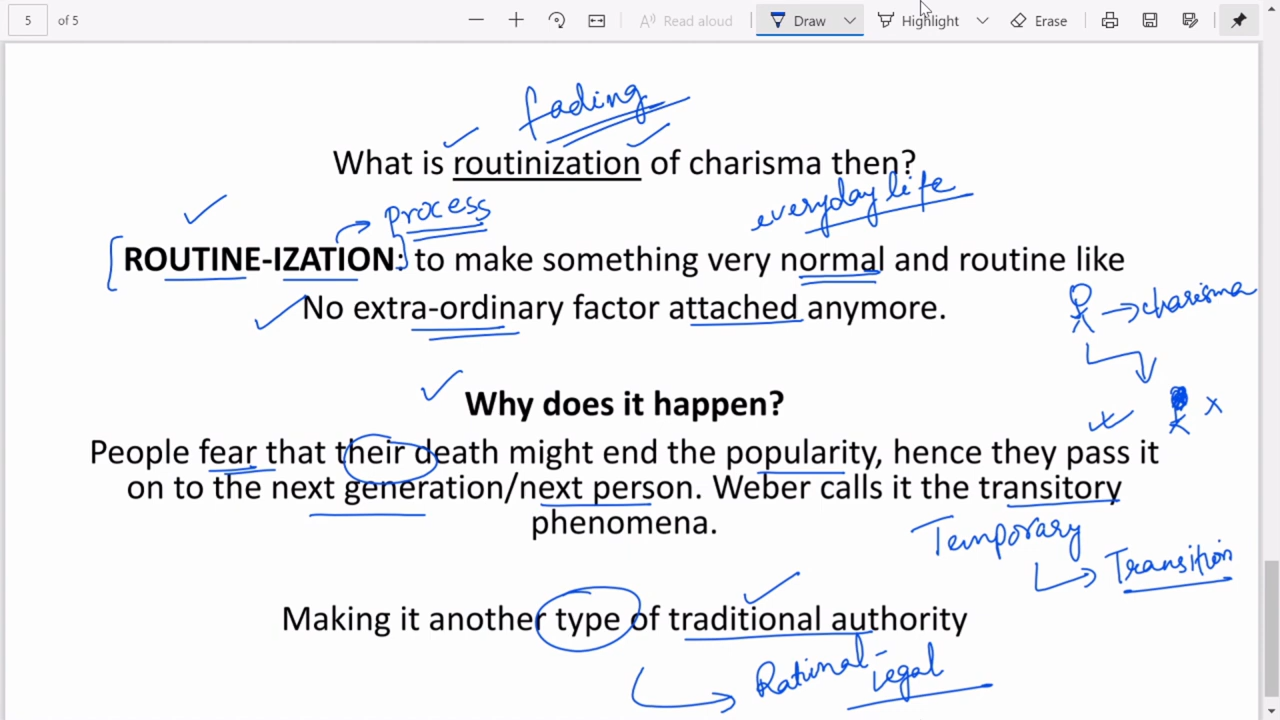 5 of 5 Read aloud Draw Highlight Erase
fading
What is routinization of charisma then?
everyday life
process
[ROUTINE-IZATION:] to make something very normal and routine like
No extra-ordinary factor attached anymore.
charisma
Why does it happen?
x
People fear that their death might end the popularity, hence they pass it
on to the next generation/next person. Weber calls it the transitory
phenomena.
Temporary
Transition
Making it another type of traditional authority
Rational-
legal